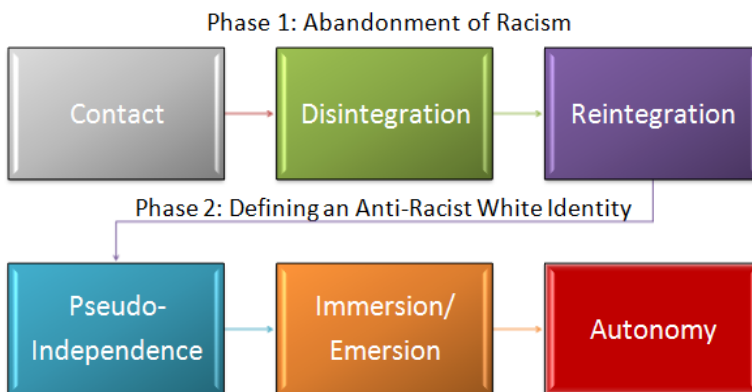 Phase 1: Abandonment of Racism
Contact
Disintegration
Reintegration
Phase 2: Defining an Anti-Racist White Identity
Pseudo-
Independence
Immersion/
Emersion
Autonomy